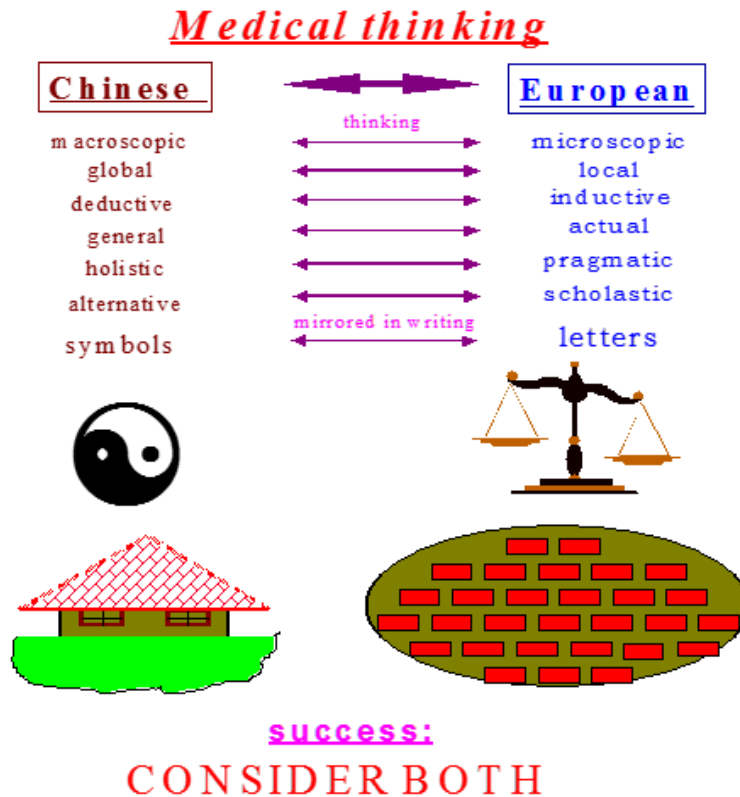 Medical thinking
Chinese European
thinking
macroscopic microscopic
global local
deductive inductive
general actual
holistic pragmatic
alternative scholastic
mirrored in writing
symbols letters
success:
CONSIDER BOTH